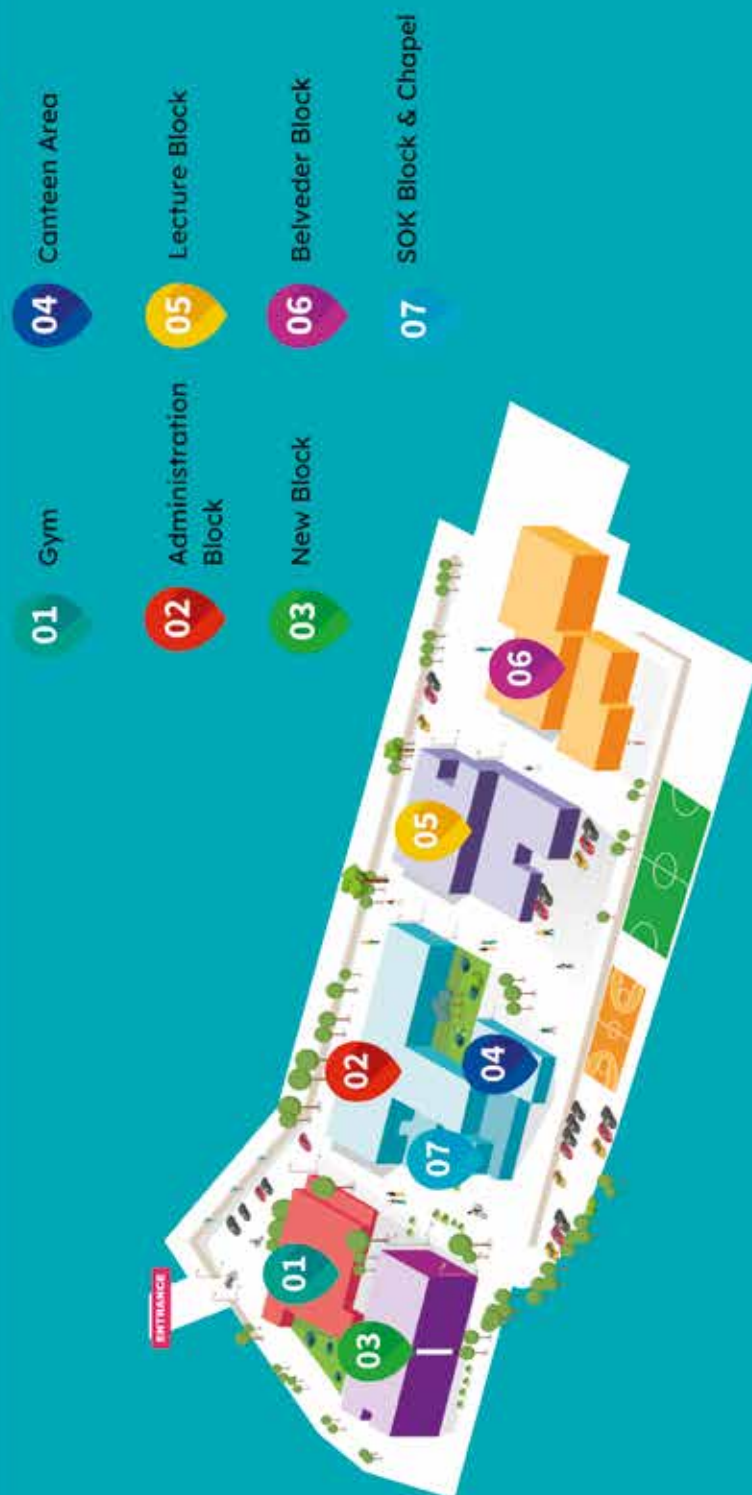 01 Gym
02 Administration
Block
03 New Block
04 Canteen Area
05 Lecture Block
06 Belveder Block
07 SOK Block & Chapel
ENTRANCE
01
03
07
02
04
05
06